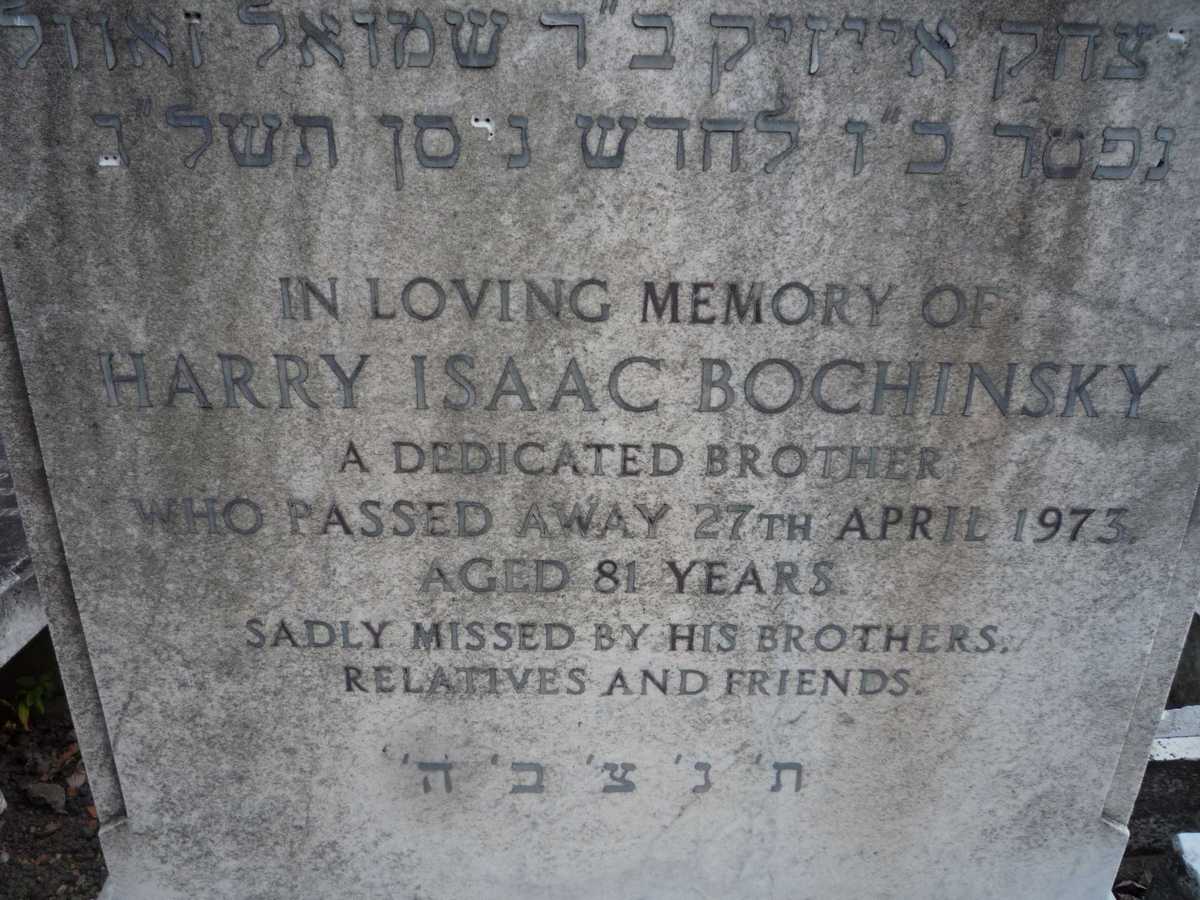 יצחק אייזיק ב״ר שמואל זאוול
נפטר כ״ו לחדש ניסן תשל״ג
IN LOVING MEMORY OF
HARRY ISAAC BOCHINSKY
A DEDICATED BROTHER
WHO PASSED AWAY 27TH APRIL 1973.
AGED 81 YEARS.
SADLY MISSED BY HIS BROTHERS,
RELATIVES AND FRIENDS.
ת׳ נ׳ צ׳ ב׳ ה׳